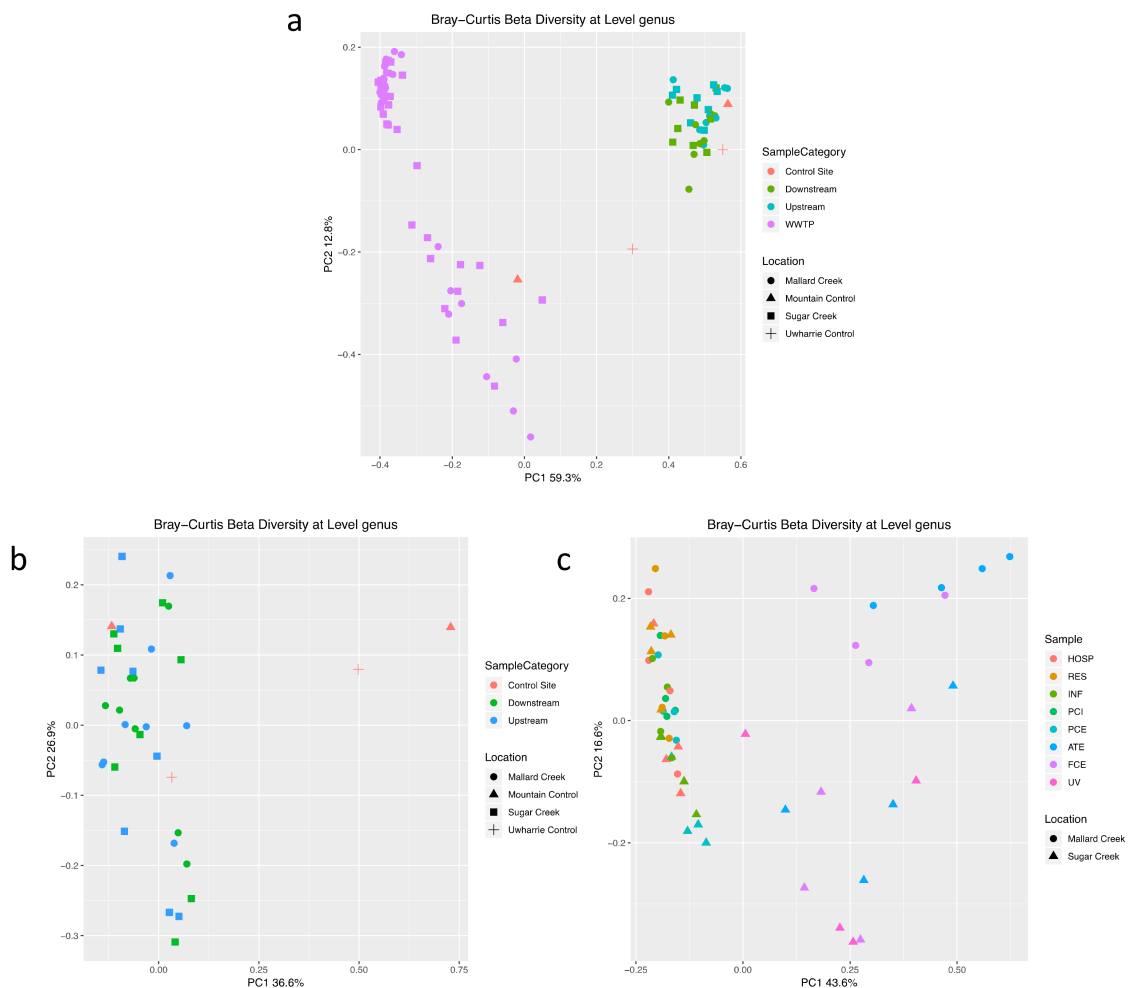 a
Bray−Curtis Beta Diversity at Level genus
0.2
0.0
−0.2
−0.4
PC2 12.8%
−0.4
−0.2
0.0
0.2
0.4
0.6
PC1 59.3%
SampleCategory
Control Site
Downstream
Upstream
WWTP
Location
Mallard Creek
Mountain Control
Sugar Creek
Uwharrie Control
b
Bray−Curtis Beta Diversity at Level genus
0.2
0.1
0.0
−0.1
−0.2
−0.3
PC2 26.9%
0.00
0.25
0.50
0.75
PC1 36.6%
SampleCategory
Control Site
Downstream
Upstream
Location
Mallard Creek
Mountain Control
Sugar Creek
Uwharrie Control
c
Bray−Curtis Beta Diversity at Level genus
0.2
0.0
−0.2
PC2 16.6%
−0.25
0.00
0.25
0.50
PC1 43.6%
Sample
HOSP
RES
INF
PCI
PCE
ATE
FCE
UV
Location
Mallard Creek
Sugar Creek